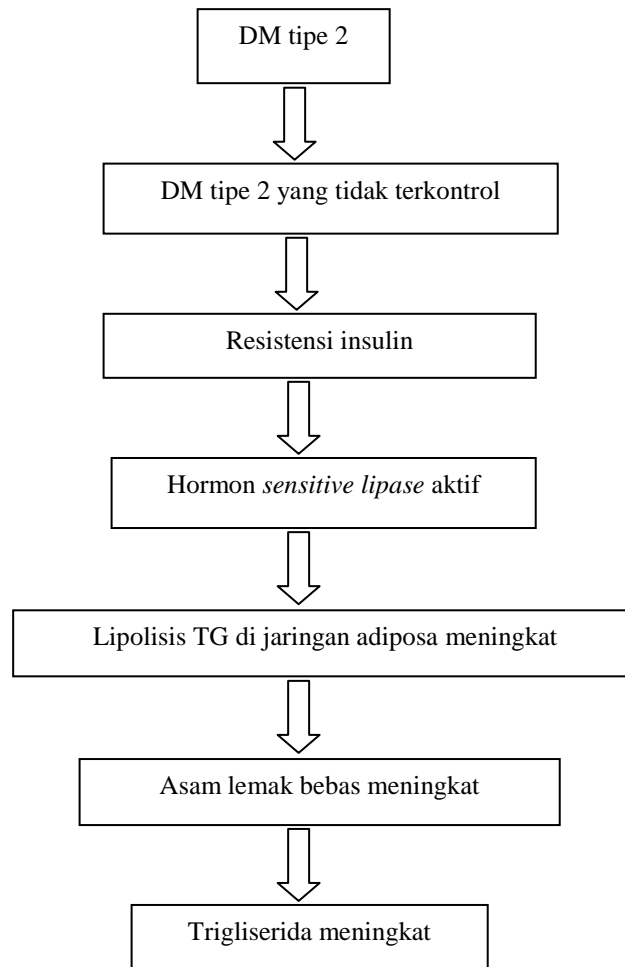 DM tipe 2
DM tipe 2 yang tidak terkontrol
Resistensi insulin
Hormon sensitive lipase aktif
Lipolisis TG di jaringan adiposa meningkat
Asam lemak bebas meningkat
Trigliserida meningkat